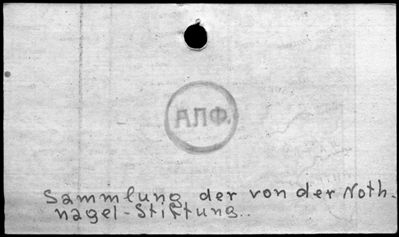 АЛФ.
Sammlung der von der Noth.
nagel-Stiftung..